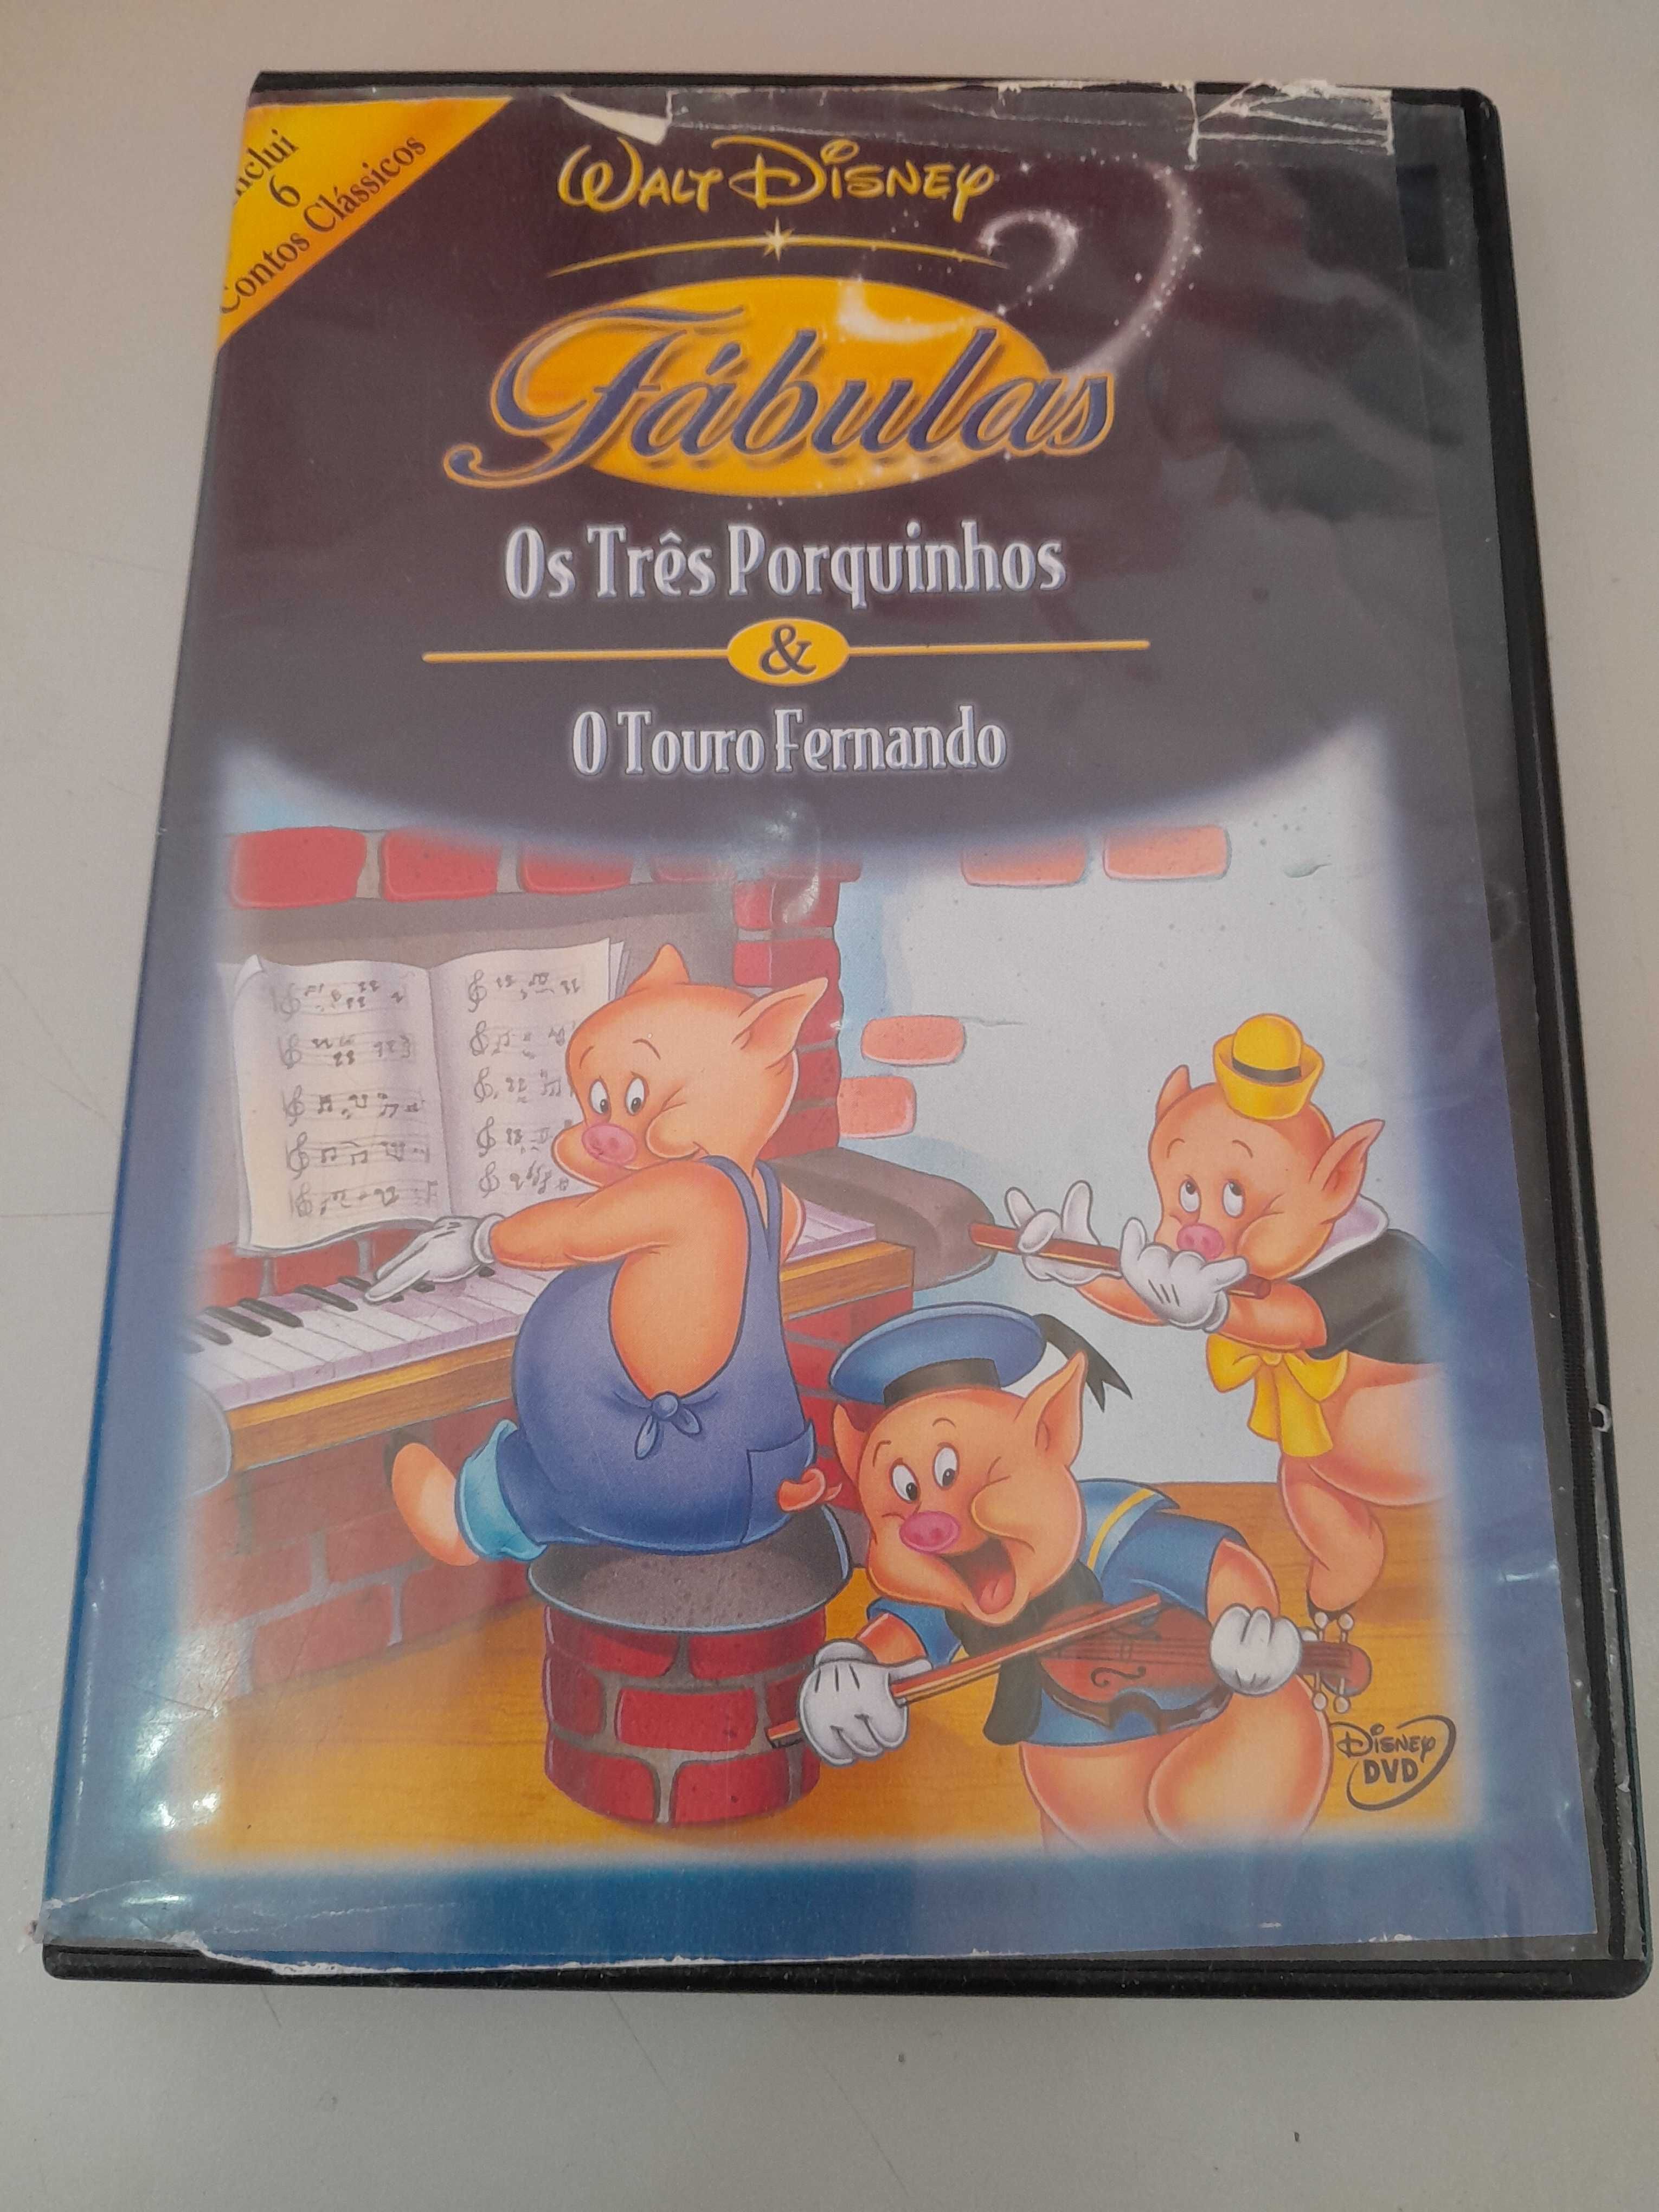 6
Contos Clássicos
WALT DISNEY
Fábulas
Os Três Porquinhos
&
O Touro Fernando
DISNEY
DVD